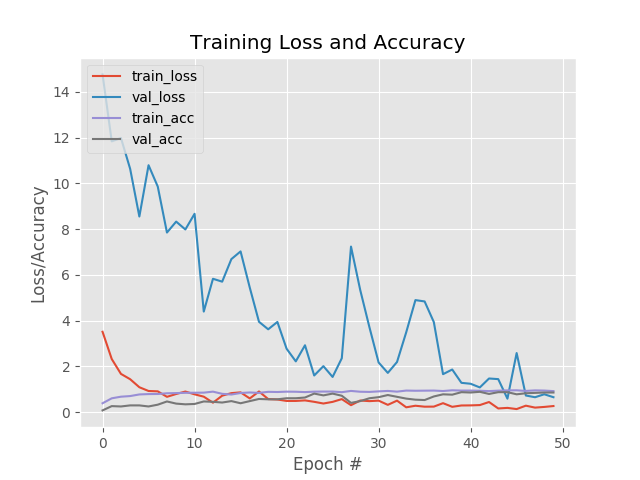 Training Loss and Accuracy
train_loss
val_loss
train_acc
val_acc
14
12
10
8
6
4
2
0
Loss/Accuracy
0 10 20 30 40 50
Epoch #